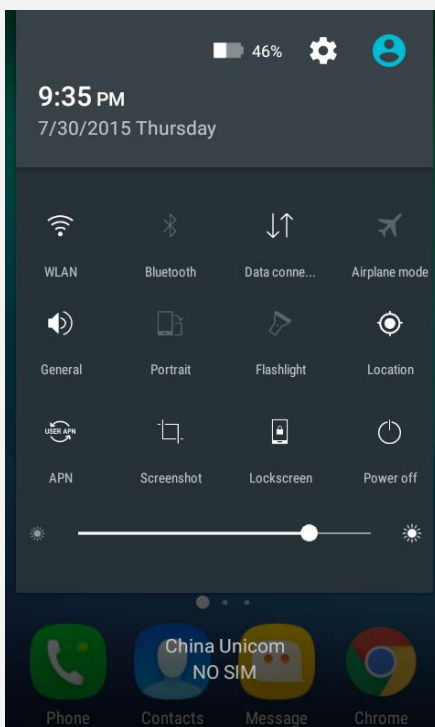 46%
9:35 PM
7/30/2015 Thursday
WLAN
Bluetooth
Data conne...
Airplane mode
General
Portrait
Flashlight
Location
USER APN
APN
Screenshot
Lockscreen
Power off
China Unicom
NO SIM
Phone
Contacts
Message
Chrome